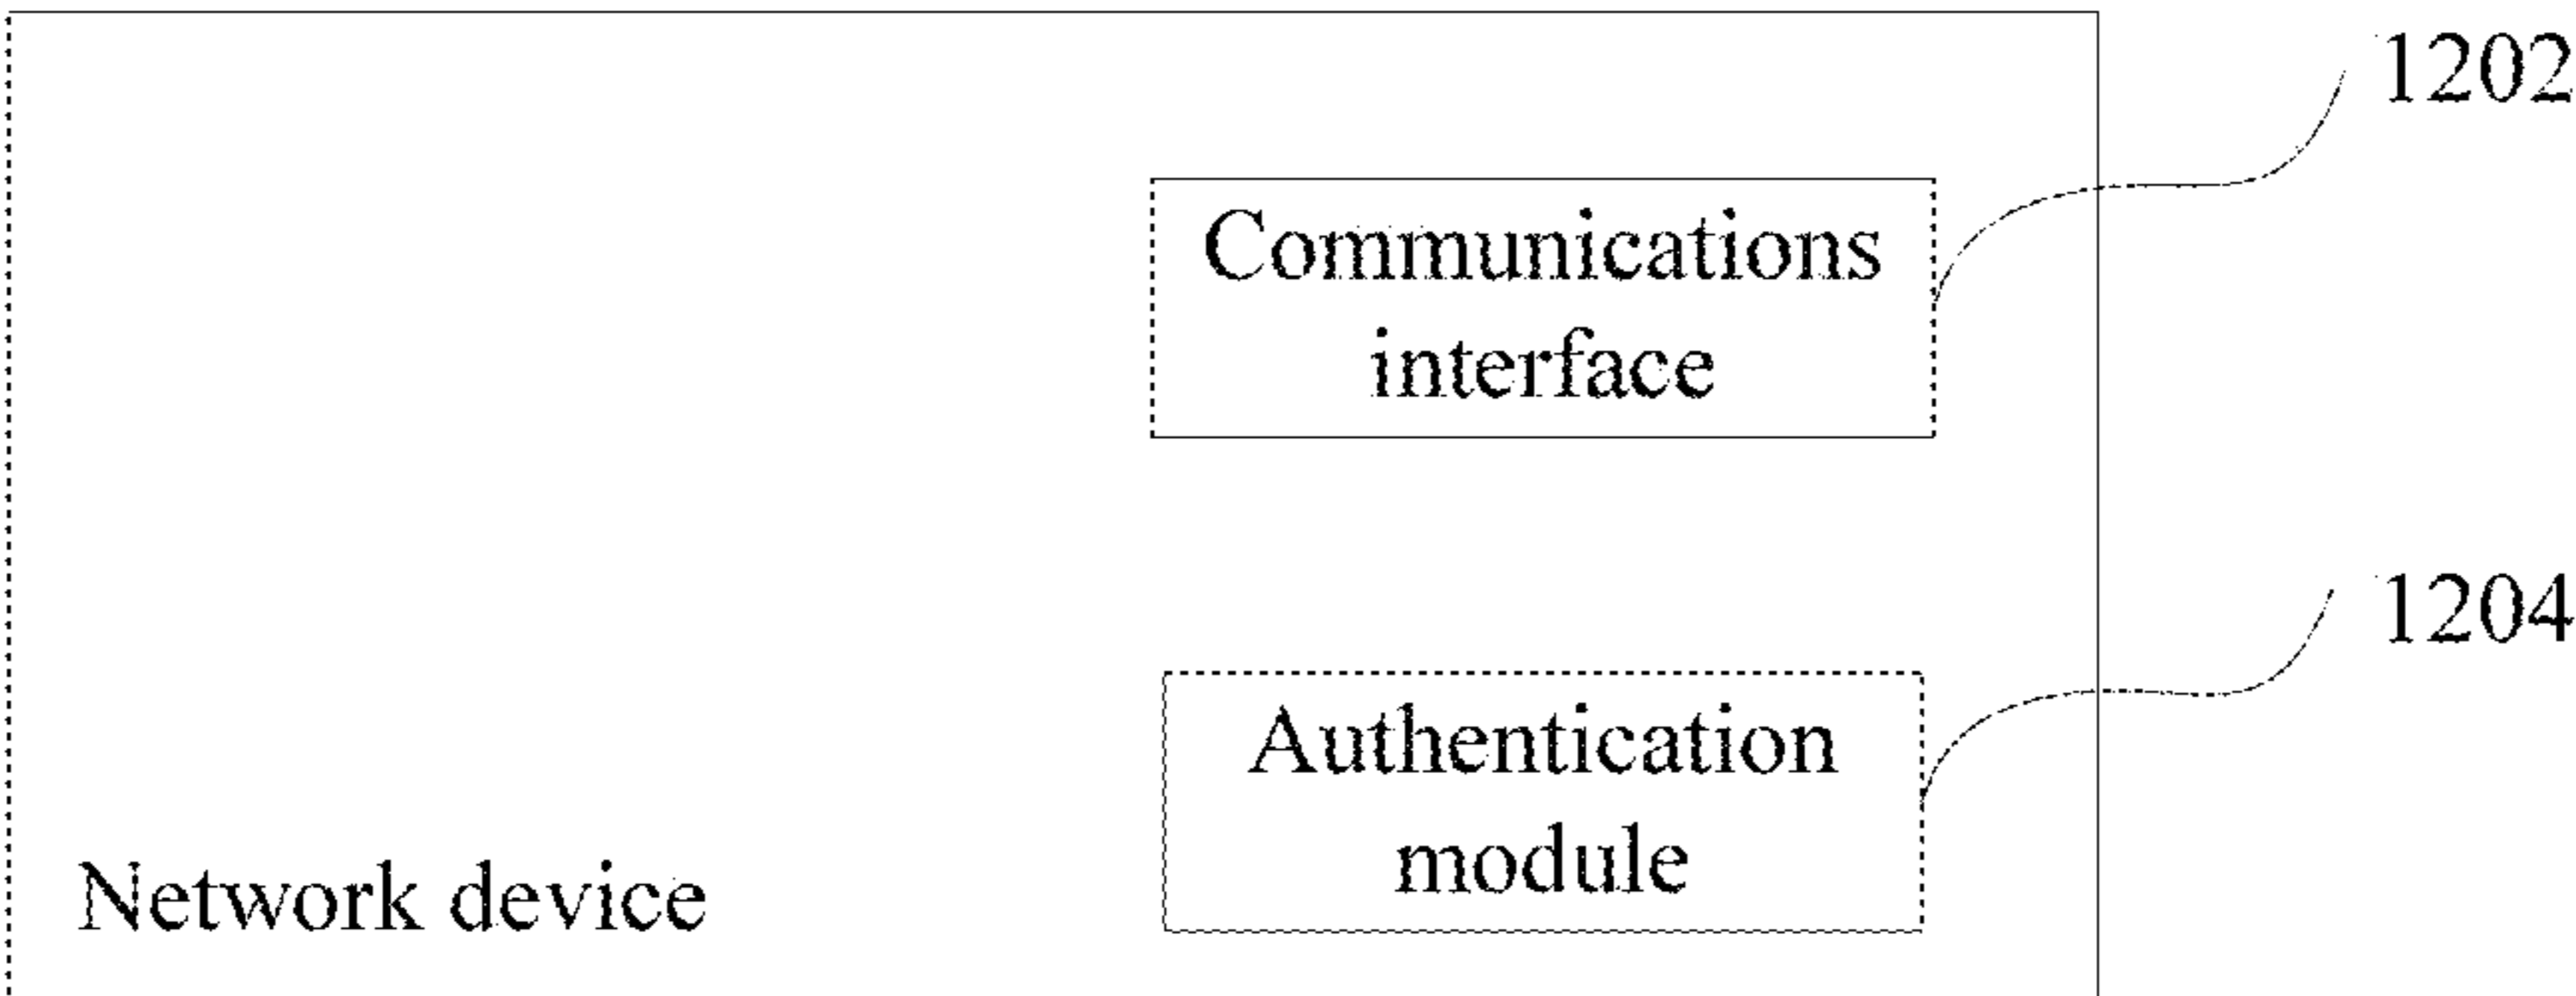 1202
Communications
interface
1204
Authentication
module
Network device